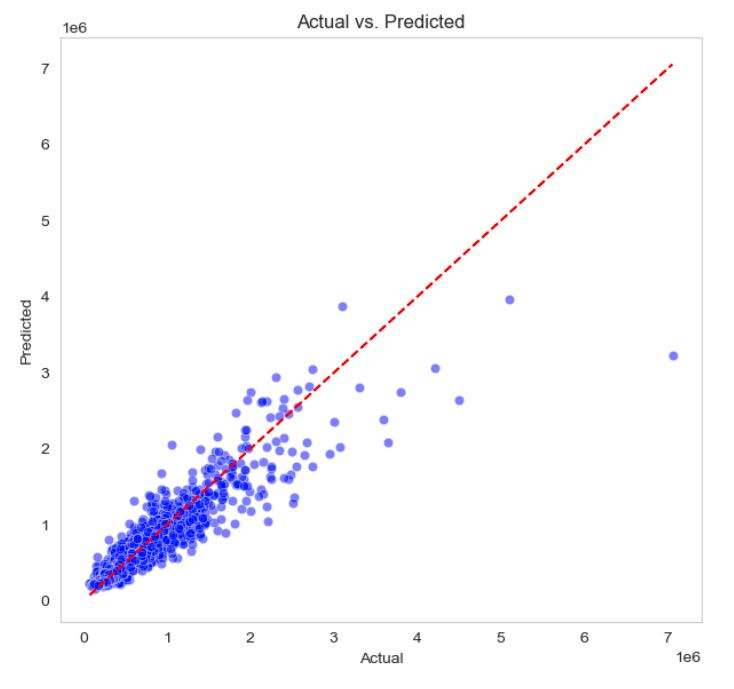 Actual vs. Predicted
1e6
7
6
5
4
3
2
1
0
Predicted
0 1 2 3 4 5 6 7
Actual
1e6